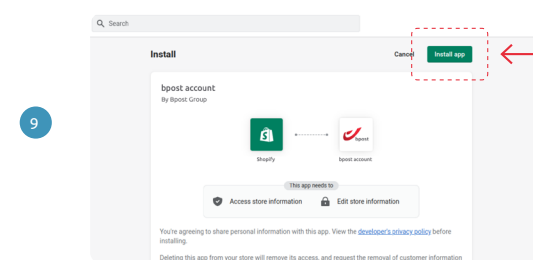 Search
Install
Cancel
Install app
bpost account
By Bpost Group
9
bpost
Shopify
bpost account
This app needs to
Access store information
Edit store information
You're agreeing to share personal information with this app. View the developer's privacy policy before
installing.
Deleting this app from your store will remove its access, and request the removal of customer information